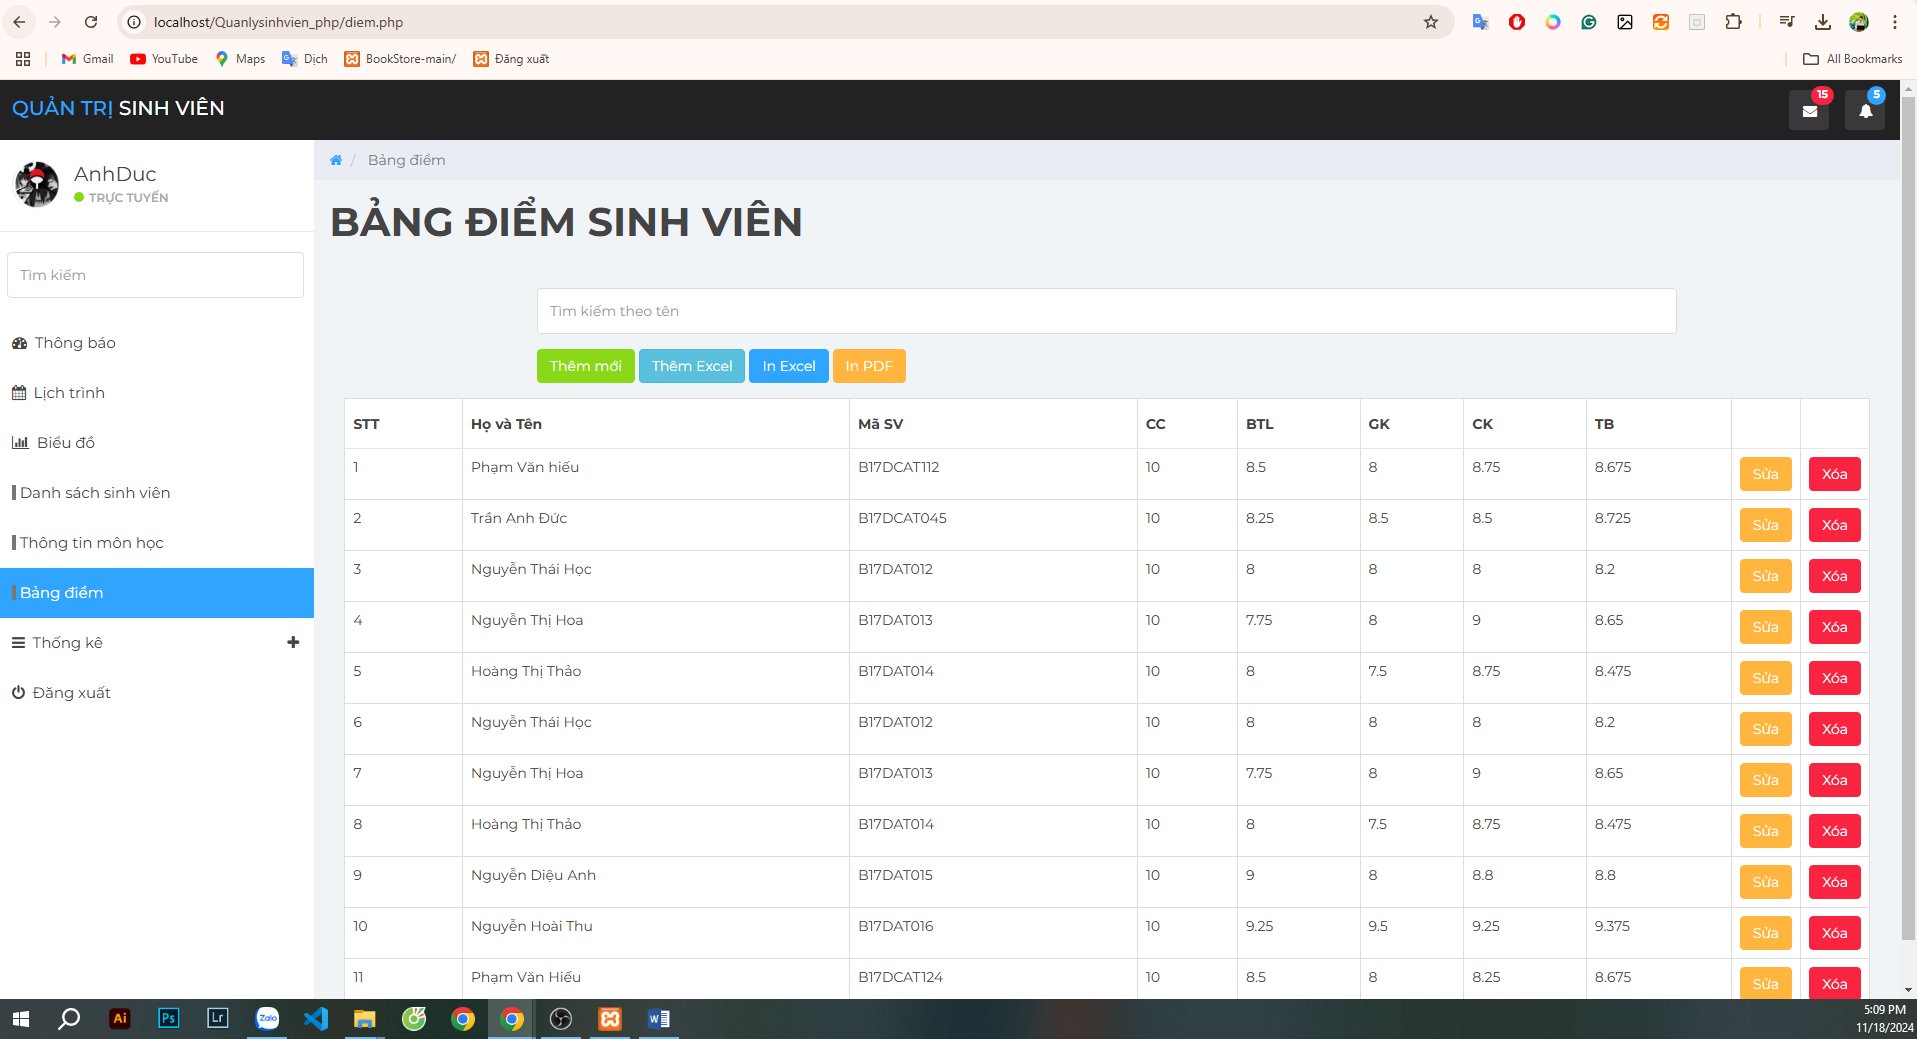 localhost/Quanlysinhvien_php/diem.php
Gmail YouTube Maps Dịch BookStore-main/ Đăng xuất All Bookmarks
QUẢN TRỊ SINH VIÊN 15 5
AnhDuc
TRỰC TUYẾN
Tìm kiếm
Thông báo
Lịch trình
Biểu đồ
Danh sách sinh viên
Thông tin môn học
Bảng điểm
Thống kê
Đăng xuất
/ Bảng điểm
BẢNG ĐIỂM SINH VIÊN
Tìm kiếm theo tên
Thêm mới Thêm Excel In Excel In PDF
STT Họ và Tên Mã SV CC BTL GK CK TB
1 Phạm Văn hiếu B17DCAT112 10 8.5 8 8.75 8.675 Sửa Xóa
2 Trần Anh Đức B17DCAT045 10 8.25 8.5 8.5 8.725 Sửa Xóa
3 Nguyễn Thái Học B17DAT012 10 8 8 8 8.2 Sửa Xóa
4 Nguyễn Thị Hoa B17DAT013 10 7.75 8 9 8.65 Sửa Xóa
5 Hoàng Thị Thảo B17DAT014 10 8 7.5 8.75 8.475 Sửa Xóa
6 Nguyễn Thái Học B17DAT012 10 8 8 8 8.2 Sửa Xóa
7 Nguyễn Thị Hoa B17DAT013 10 7.75 8 9 8.65 Sửa Xóa
8 Hoàng Thị Thảo B17DAT014 10 8 7.5 8.75 8.475 Sửa Xóa
9 Nguyễn Diệu Anh B17DAT015 10 9 8 8.8 8.8 Sửa Xóa
10 Nguyễn Hoài Thu B17DAT016 10 9.25 9.5 9.25 9.375 Sửa Xóa
11 Phạm Văn Hiếu B17DCAT124 10 8.5 8 8.25 8.675 Sửa Xóa
Ai Ps Lr Zalo
5:09 PM
11/18/2024